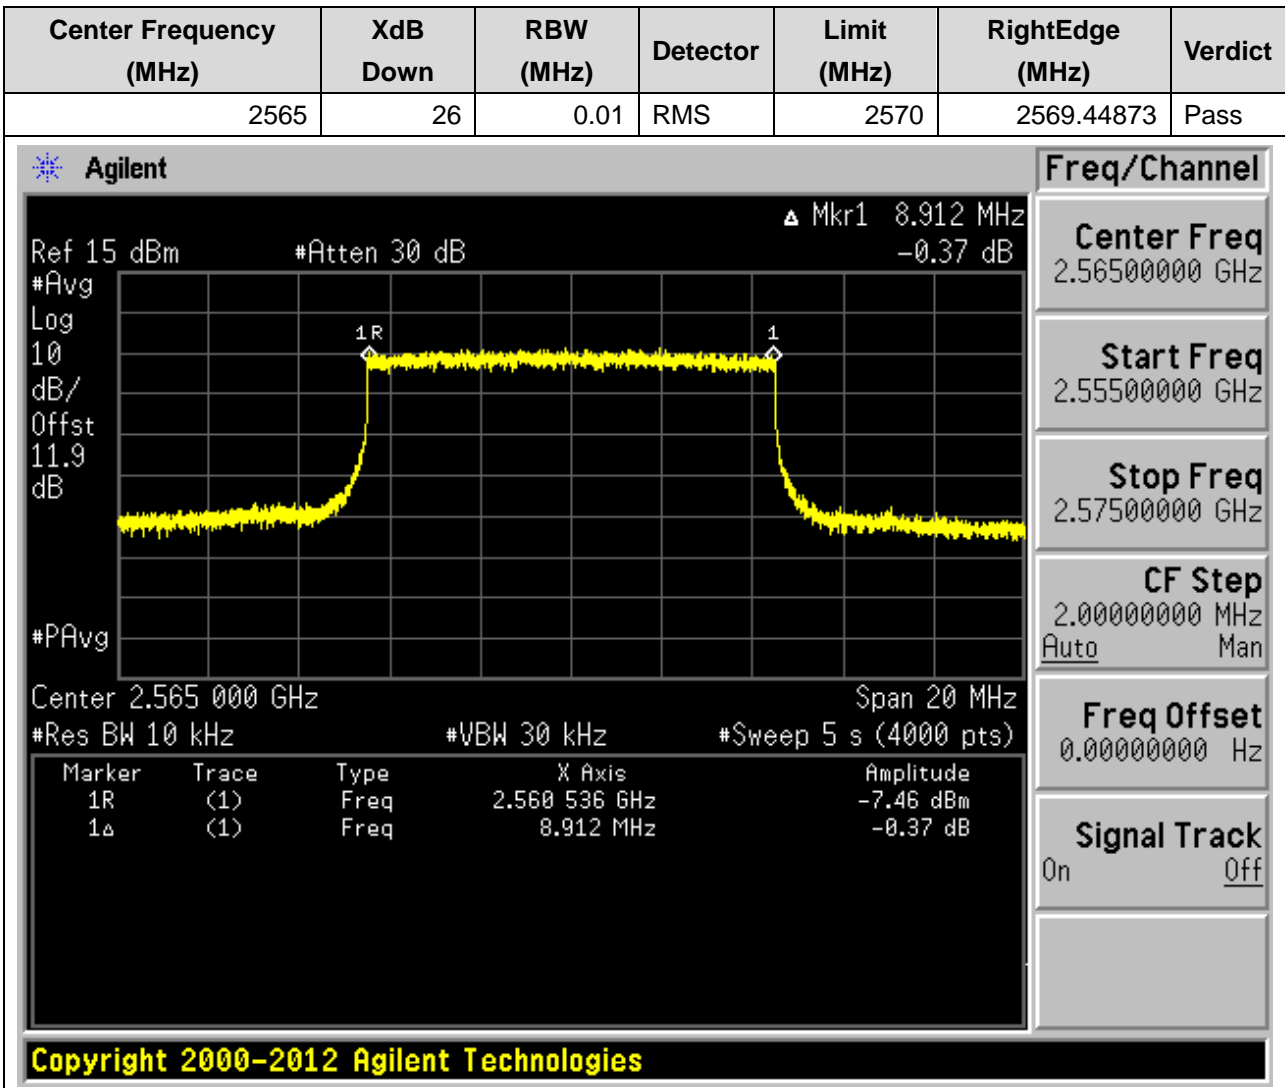 Center Frequency (MHz) XdB Down RBW (MHz) Detector Limit (MHz) RightEdge (MHz) Verdict
2565 26 0.01 RMS 2570 2569.44873 Pass
Agilent Freq/Channel
Δ Mkr1 8.912 MHz
Ref 15 dBm #Atten 30 dB -0.37 dB
#Avg
Log
10
dB/
Offst
11.9
dB
#PAvg
1R
1
Center 2.565 000 GHz Span 20 MHz
#Res BW 10 kHz #VBW 30 kHz #Sweep 5 s (4000 pts)
Marker Trace Type X Axis Amplitude
1R (1) Freq 2.560 536 GHz -7.46 dBm
1Δ (1) Freq 8.912 MHz -0.37 dB
Center Freq
2.56500000 GHz
Start Freq
2.55500000 GHz
Stop Freq
2.57500000 GHz
CF Step
2.00000000 MHz
Auto Man
Freq Offset
0.00000000 Hz
Signal Track
On Off
Copyright 2000-2012 Agilent Technologies